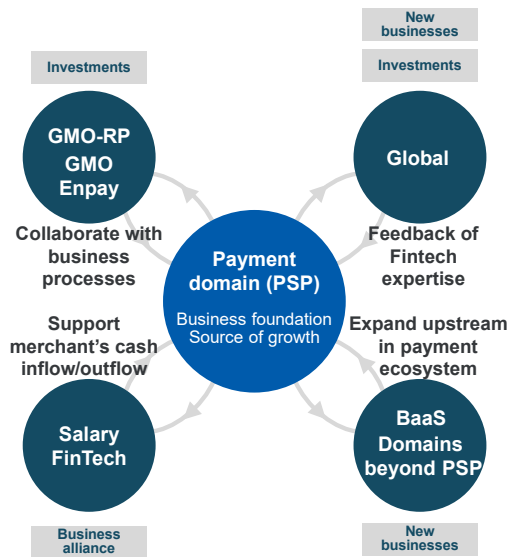 New
businesses
Investments
Investments
GMO-RP
GMO
Enpay
Global
Collaborate with
business
processes
Feedback of
Fintech
expertise
Payment
domain (PSP)
Business foundation
Source of growth
Support
merchant's cash
inflow/outflow
Expand upstream
in payment
ecosystem
Salary
FinTech
BaaS
Domains
beyond PSP
Business
alliance
New
businesses